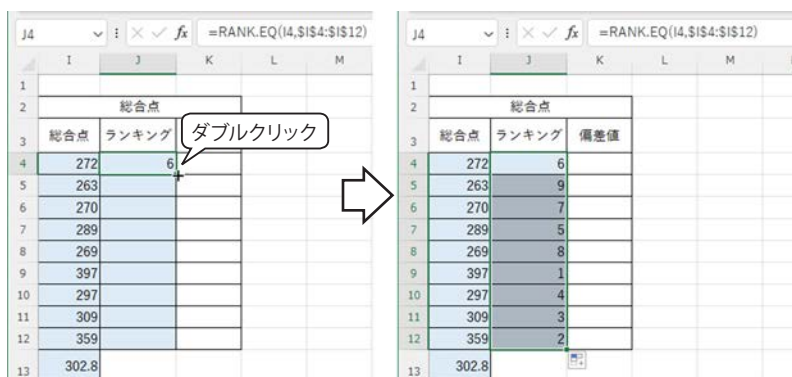 J4 fx =RANK.EQ(I4,$I$4:$I$12)
I J K L M
1
2 総合点
3 総合点 ランキング ダブルクリック
4 272 6
5 263
6 270
7 289
8 269
9 397
10 297
11 309
12 359
13 302.8
J4 fx =RANK.EQ(I4,$I$4:$I$12)
I J K L M
1
2 総合点
3 総合点 ランキング 偏差値
4 272 6
5 263 9
6 270 7
7 289 5
8 269 8
9 397 1
10 297 4
11 309 3
12 359 2
13 302.8